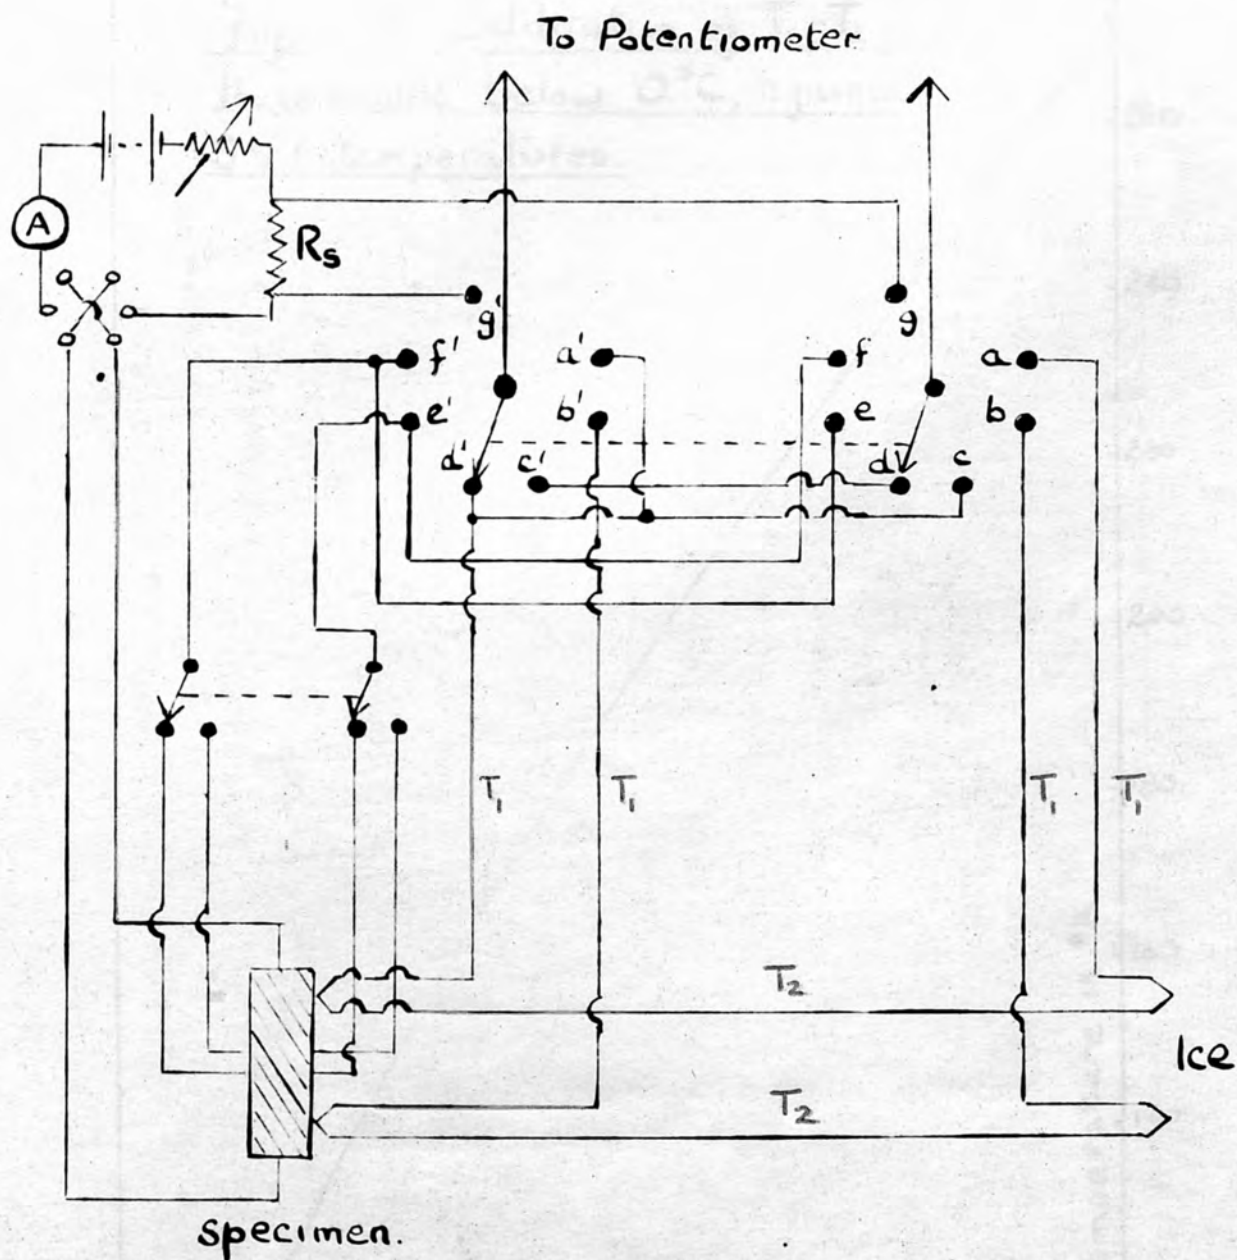 To Potentiometer
A
Rs
g'
g
f'
a'
f
a
e'
b'
e
b
d'
c'
d
c
T1
T1
T1
T1
T2
Ice
T2
specimen.